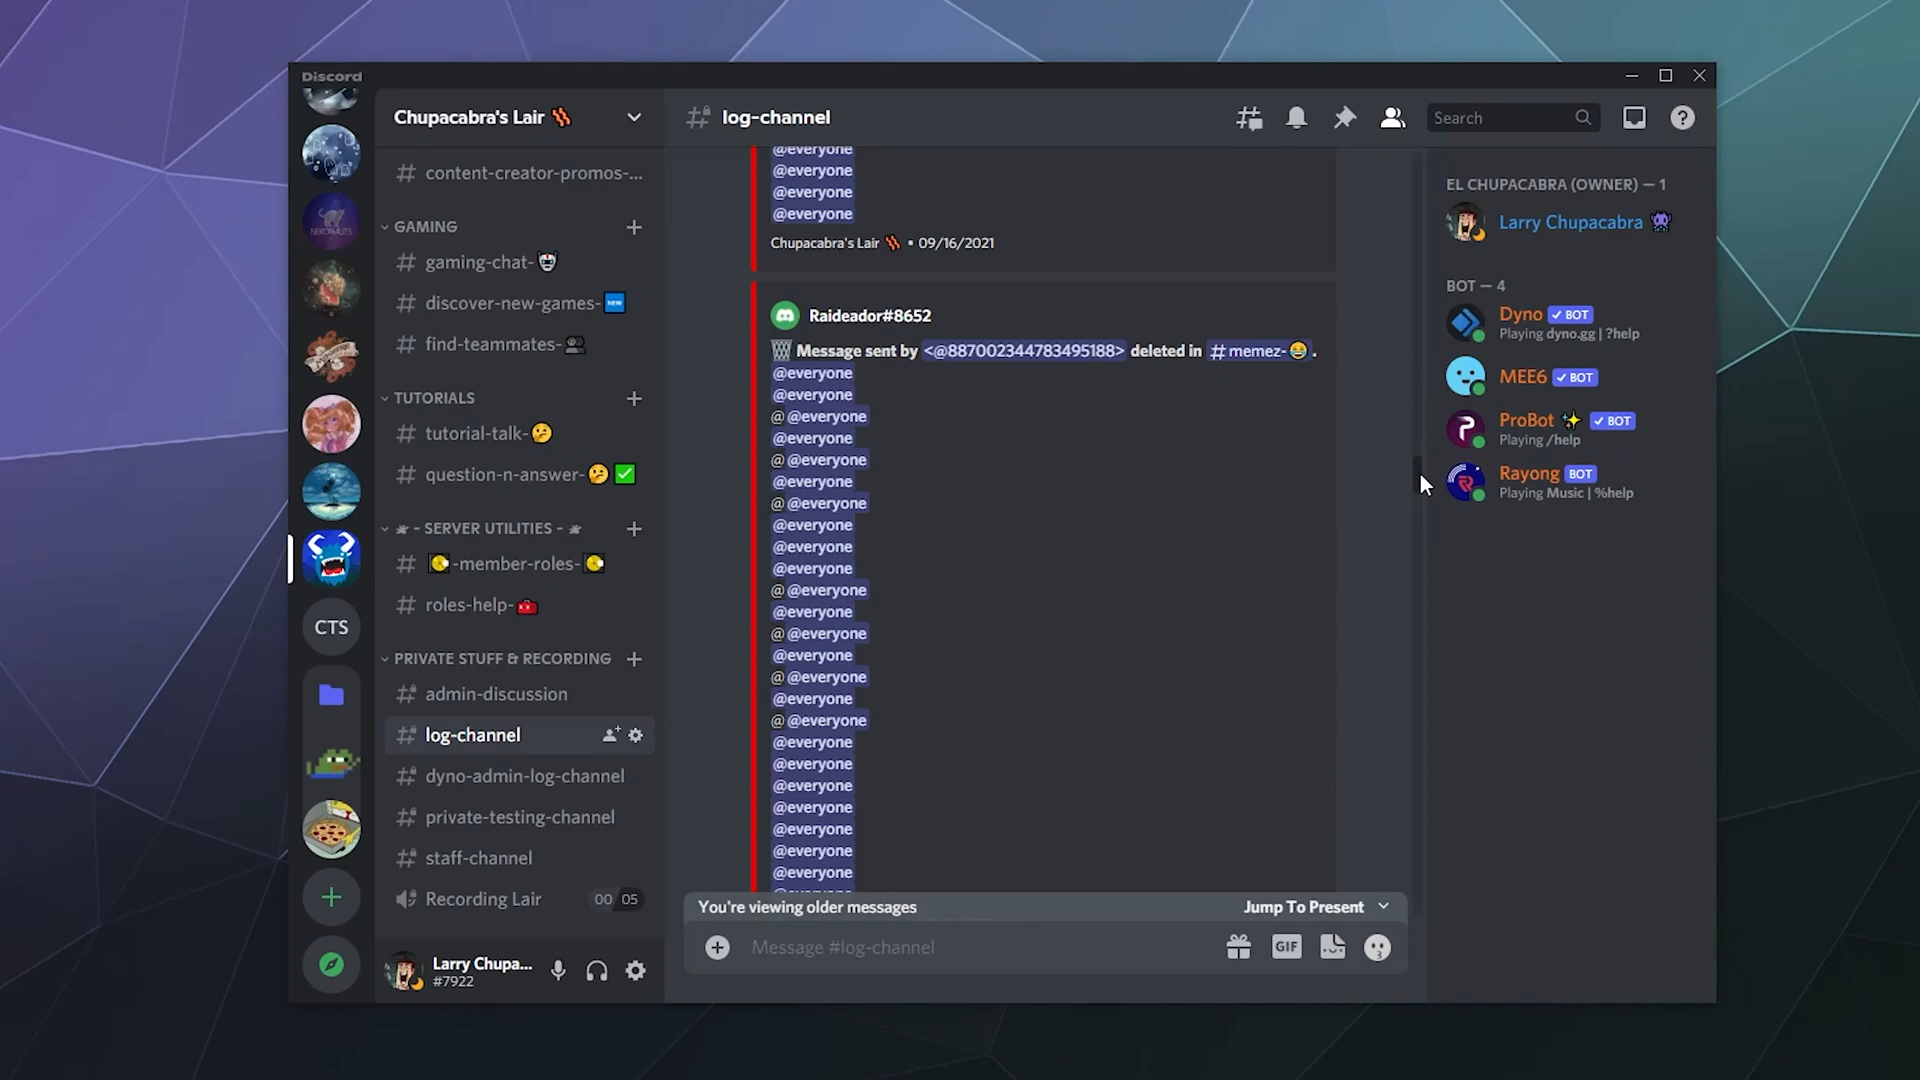 Discord
Chupacabra's Lair
content-creator-promos-...
GAMING
gaming-chat-
discover-new-games-
NEW
find-teammates-
TUTORIALS
tutorial-talk-
question-n-answer-
- SERVER UTILITIES -
-member-roles-
roles-help-
PRIVATE STUFF & RECORDING
admin-discussion
log-channel
dyno-admin-log-channel
private-testing-channel
staff-channel
Recording Lair 00 05
CTS
Larry Chupa...
#7922
log-channel
Search
@everyone
@everyone
@everyone
@everyone
Chupacabra's Lair • 09/16/2021
Raideador#8652
Message sent by <@887002344783495188> deleted in # memez- .
@everyone
@everyone
@@everyone
@everyone
@@everyone
@everyone
@@everyone
@everyone
@everyone
@everyone
@@everyone
@everyone
@@everyone
@everyone
@@everyone
@everyone
@@everyone
@everyone
@everyone
@everyone
@everyone
@everyone
@everyone
@everyone
@everyone
You're viewing older messages Jump To Present
Message #log-channel
GIF
EL CHUPACABRA (OWNER) — 1
Larry Chupacabra
BOT — 4
Dyno BOT
Playing dyno.gg | ?help
MEE6 BOT
ProBot BOT
Playing /help
Rayong BOT
Playing Music | %help